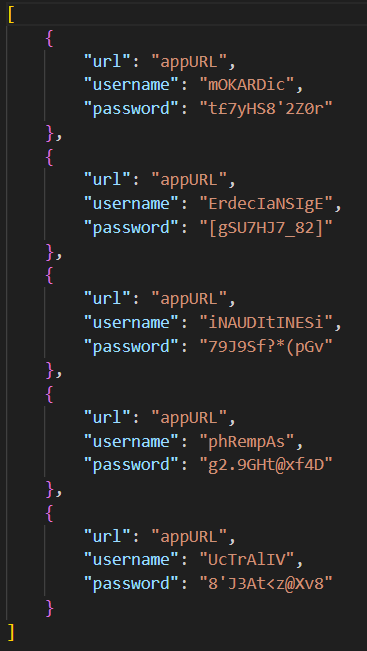 [
{
"url": "appURL",
"username": "mOKARDic",
"password": "t£7yHS8'2Z0r"
},
{
"url": "appURL",
"username": "ErdecIaNSIgE",
"password": "[gSU7HJ7_82]"
},
{
"url": "appURL",
"username": "iNAUDItINESi",
"password": "79J9Sf?*(pGv"
},
{
"url": "appURL",
"username": "phRempAs",
"password": "g2.9GHt@xf4D"
},
{
"url": "appURL",
"username": "UcTrAlIV",
"password": "8'J3At<z@Xv8"
}
]